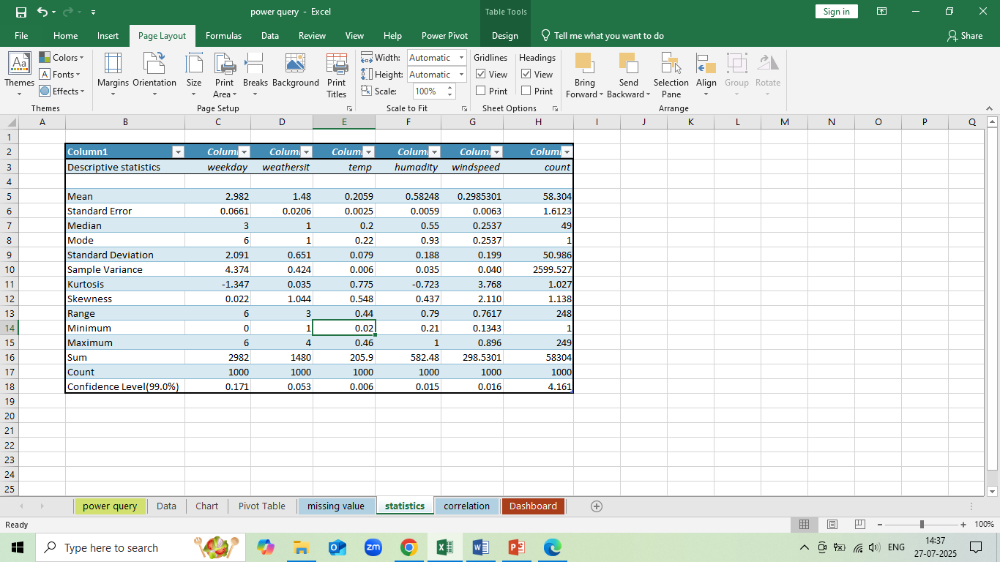 power query - Excel
Table Tools
Sign in
File Home Insert Page Layout Formulas Data Review View Help Power Pivot Design Tell me what you want to do Share
Themes
Colors
Fonts
Effects
Themes
Margins Orientation Size Print Area Breaks Background Print Titles
Page Setup
Width: Automatic
Height: Automatic
Scale: 100%
Scale to Fit
Gridlines Headings
View View
Print Print
Sheet Options
Bring Forward Send Backward Selection Pane Align Group Rotate
Arrange
A B C D E F G H I J K L M N O P Q
1
2 Column1 Colum Colum Colum Colum Colum Colum
3 Descriptive statistics weekday weathersit temp humadity windspeed count
4
5 Mean 2.982 1.48 0.2059 0.58248 0.2985301 58.304
6 Standard Error 0.0661 0.0206 0.0025 0.0059 0.0063 1.6123
7 Median 3 1 0.2 0.55 0.2537 49
8 Mode 6 1 0.22 0.93 0.2537 1
9 Standard Deviation 2.091 0.651 0.079 0.188 0.199 50.986
10 Sample Variance 4.374 0.424 0.006 0.035 0.040 2599.527
11 Kurtosis -1.347 0.035 0.775 -0.723 3.768 1.027
12 Skewness 0.022 1.044 0.548 0.437 2.110 1.138
13 Range 6 3 0.44 0.79 0.7617 248
14 Minimum 0 1 0.02 0.21 0.1343 1
15 Maximum 6 4 0.46 1 0.896 249
16 Sum 2982 1480 205.9 582.48 298.5301 58304
17 Count 1000 1000 1000 1000 1000 1000
18 Confidence Level(99.0%) 0.171 0.053 0.006 0.015 0.016 4.161
19
20
21
22
23
24
25
power query Data Chart Pivot Table missing value statistics correlation Dashboard
Ready 100%
Type here to search
zm
ENG
14:37
27-07-2025